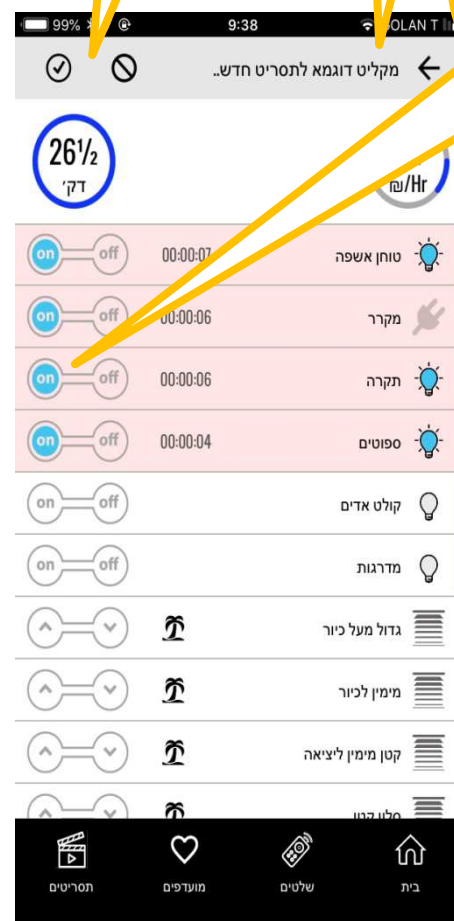 99% 9:38 OLAN T
מקליט דוגמא לתסריט חדש..
26½
דק'
₪/Hr
טוחן אשפה 00:00:07 off on
מקרר 00:00:06 off on
תקרה 00:00:06 off on
ספוטים 00:00:04 off on
קולט אדים off on
מדרגות off on
גדול מעל כיור
מימין לכיור
קטן מימין ליציאה
סלון קטן
בית שלטים מועדפים תסריטים